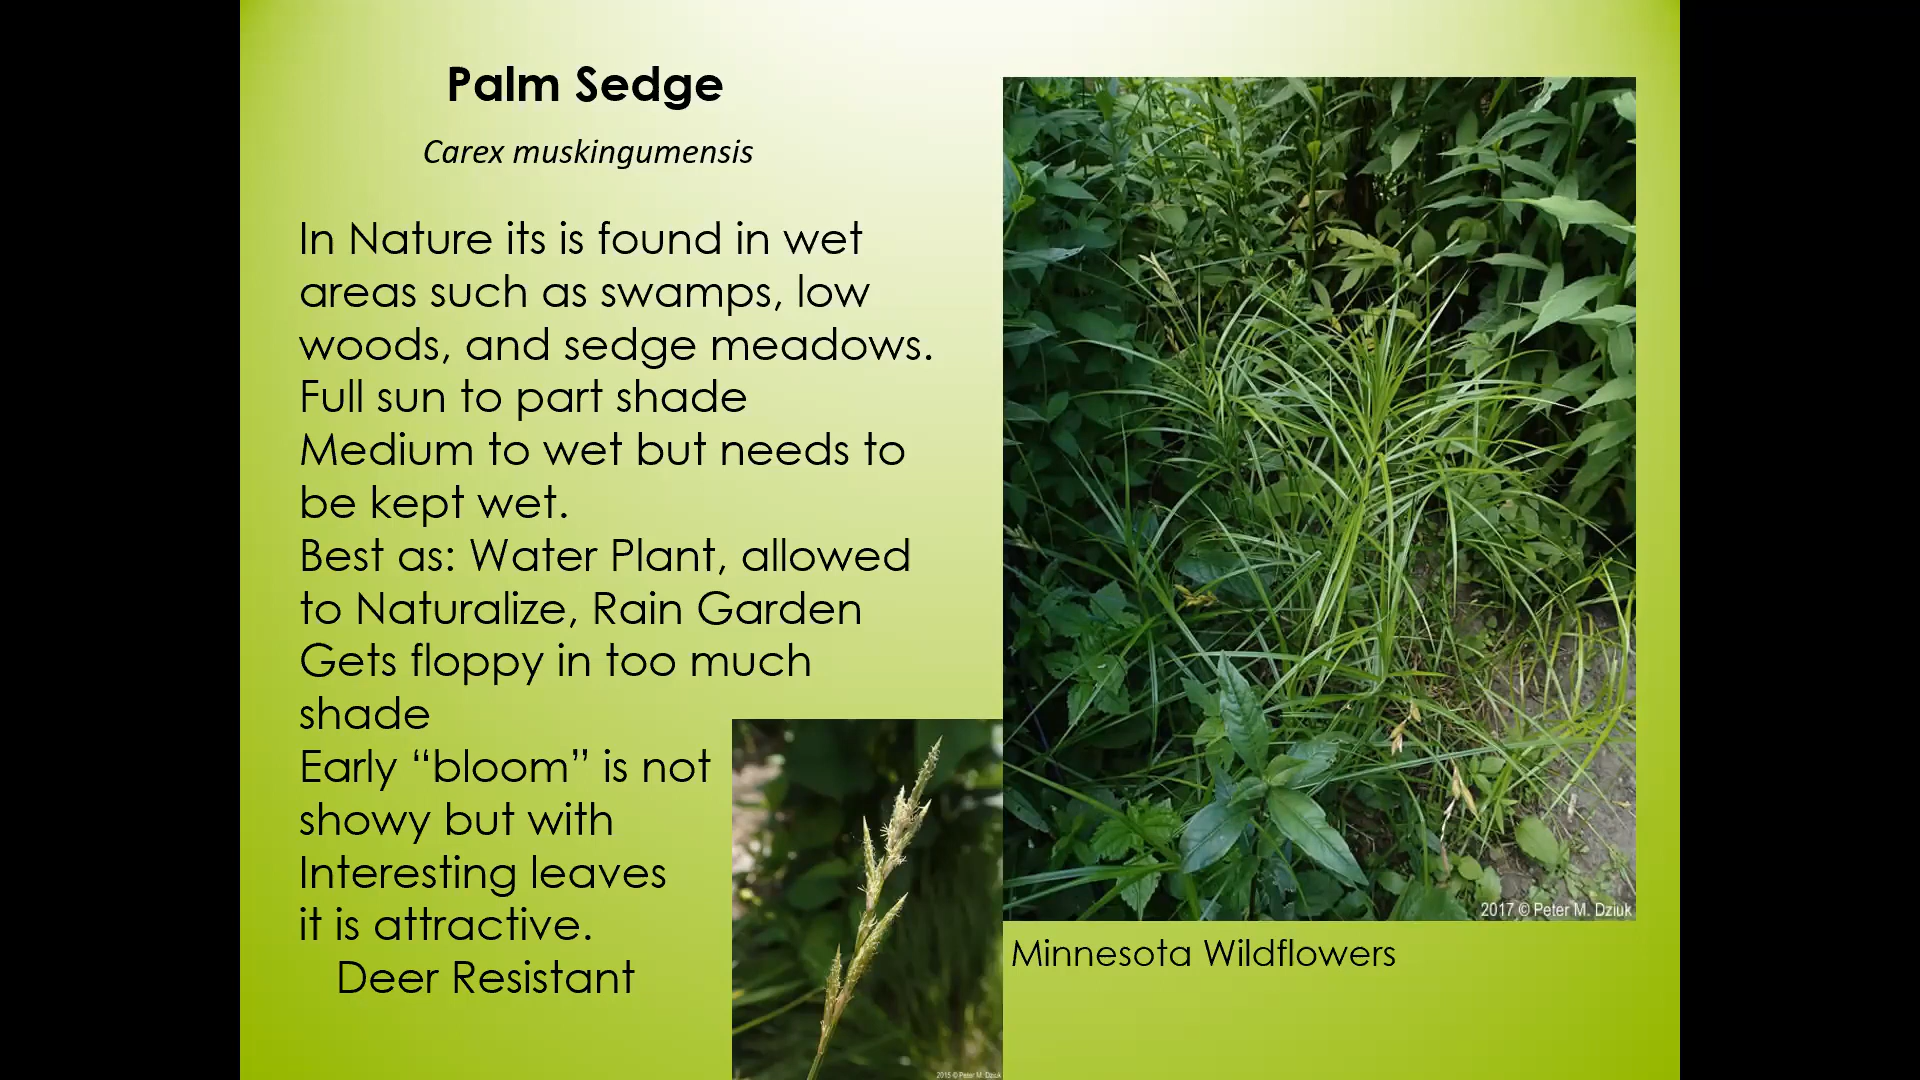 Palm Sedge
Carex muskingumensis
In Nature its is found in wet
areas such as swamps, low
woods, and sedge meadows.
Full sun to part shade
Medium to wet but needs to
be kept wet.
Best as: Water Plant, allowed
to Naturalize, Rain Garden
Gets floppy in too much
shade
Early “bloom” is not
showy but with
Interesting leaves
it is attractive.
Deer Resistant
2015 © Peter M. Dziuk
2017 © Peter M. Dziuk
Minnesota Wildflowers